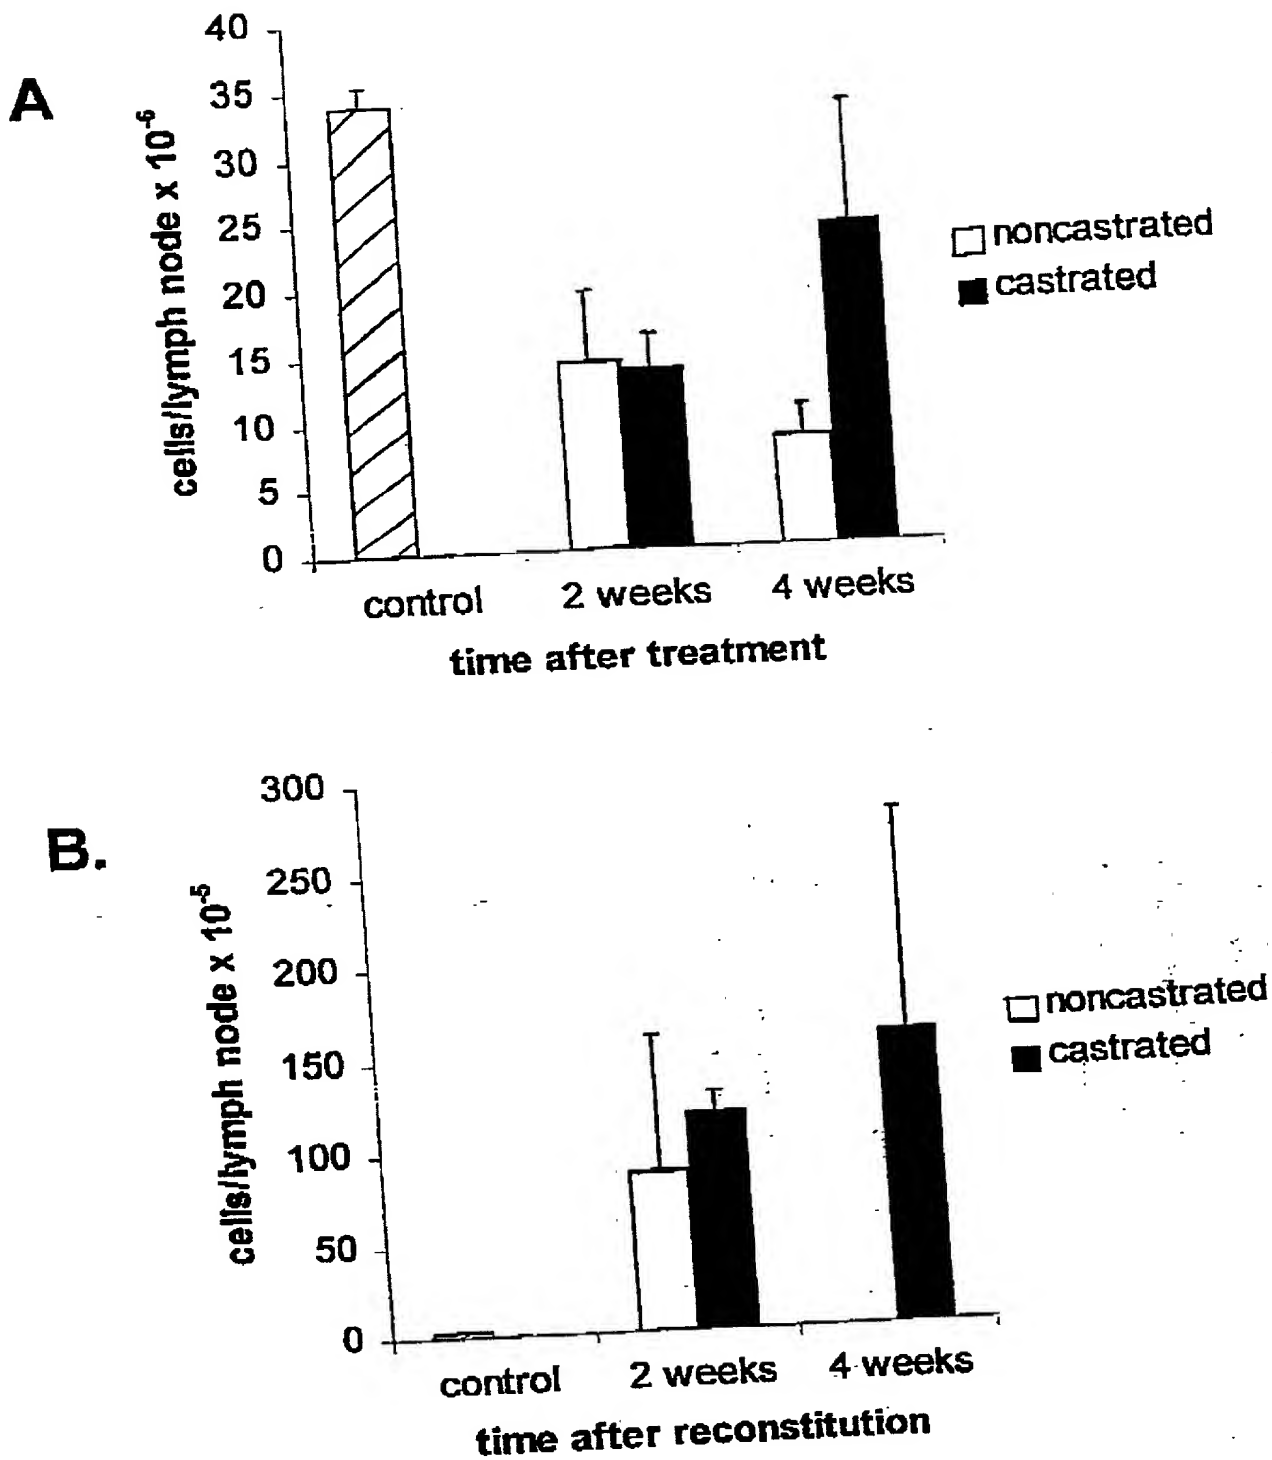 A
40
35
30
25
20
15
10
5
0
cells/lymph node x 10⁻⁶
noncastrated
castrated
control 2 weeks 4 weeks
time after treatment
B.
300
250
200
150
100
50
0
cells/lymph node x 10⁻⁵
noncastrated
castrated
control 2 weeks 4 weeks
time after reconstitution